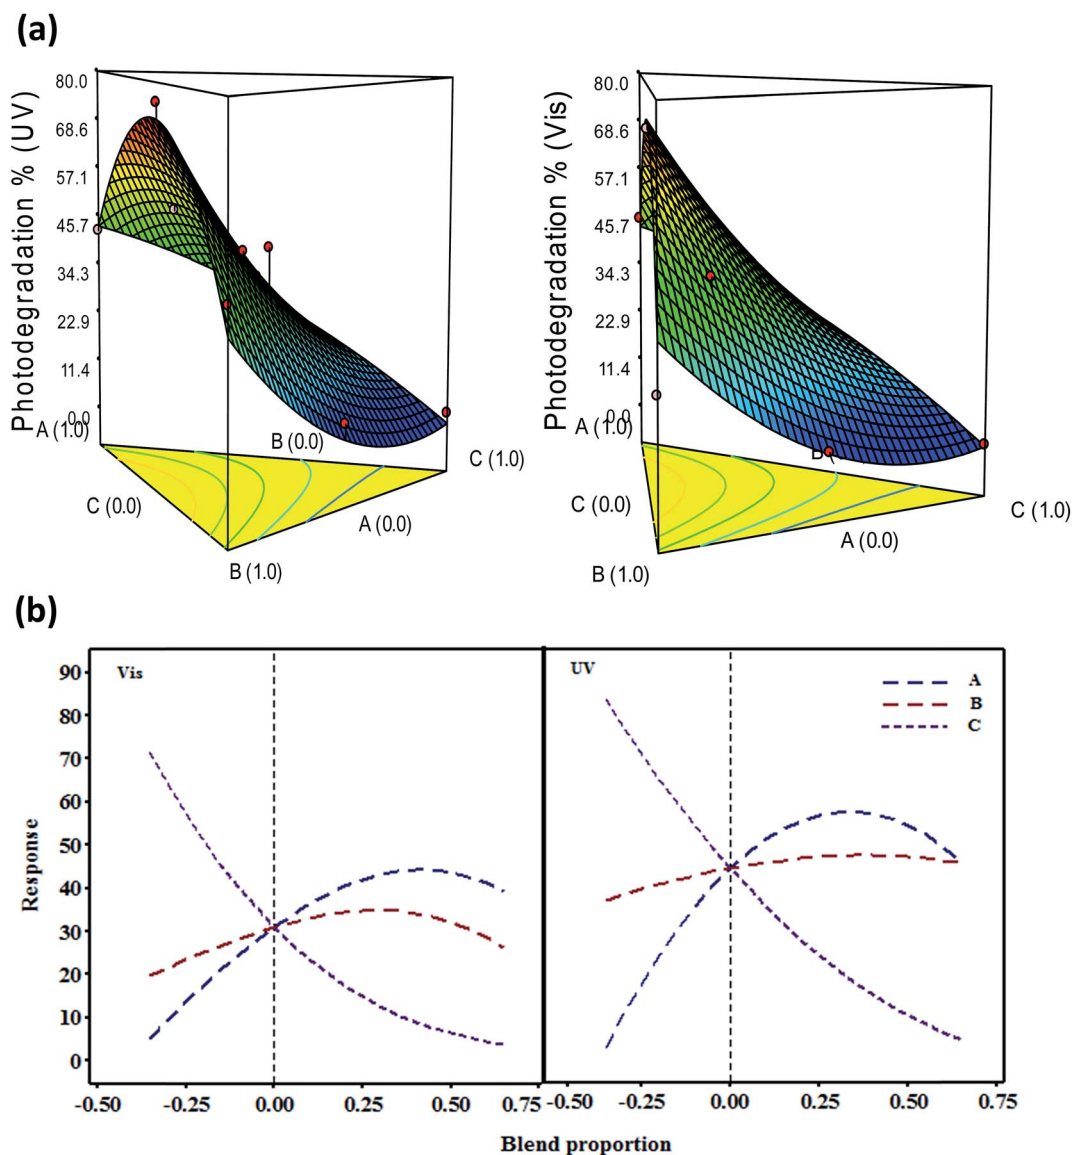 (a)
Photodegradation % (UV)
80.0
68.6
57.1
45.7
34.3
22.9
11.4
0.0
A (1.0)
B (0.0)
C (1.0)
C (0.0)
A (0.0)
B (1.0)
Photodegradation % (Vis)
80.0
68.6
57.1
45.7
34.3
22.9
11.4
0.0
A (1.0)
C (0.0)
C (1.0)
A (0.0)
B (1.0)
(b)
Vis
UV
A
B
C
Response
90
80
70
60
50
40
30
20
10
0
-0.50 -0.25 0.00 0.25 0.50 0.75
-0.50 -0.25 0.00 0.25 0.50 0.75
Blend proportion